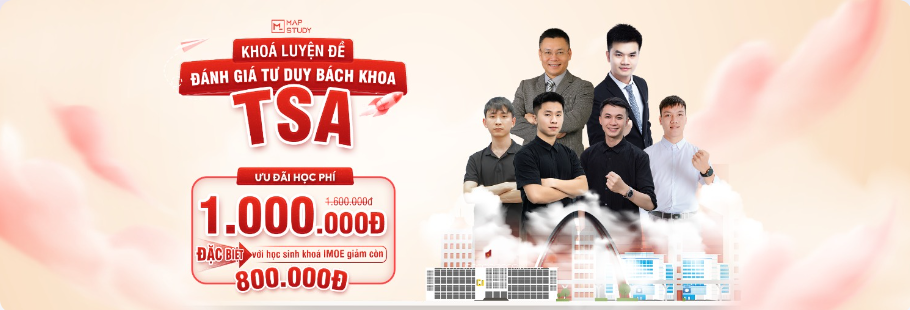 MAP
STUDY
KHOÁ LUYỆN ĐỀ
ĐÁNH GIÁ TƯ DUY BÁCH KHOA
TSA
ƯU ĐÃI HỌC PHÍ
1.600.000đ
1.000.000Đ
ĐẶC BIỆT với học sinh khoá IMOE giảm còn
800.000Đ